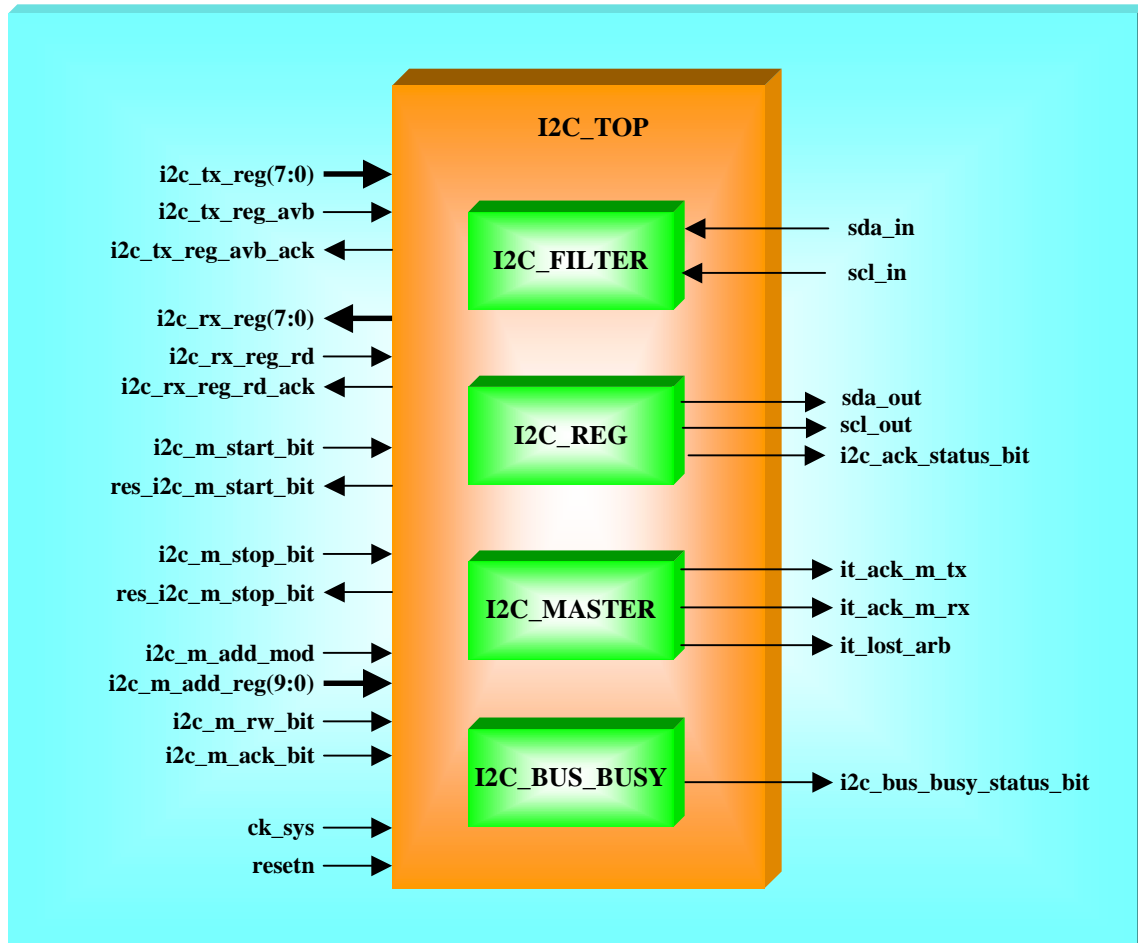 I2C_TOP
i2c_tx_reg(7:0)
i2c_tx_reg_avb
i2c_tx_reg_avb_ack
i2c_rx_reg(7:0)
i2c_rx_reg_rd
i2c_rx_reg_rd_ack
i2c_m_start_bit
res_i2c_m_start_bit
i2c_m_stop_bit
res_i2c_m_stop_bit
i2c_m_add_mod
i2c_m_add_reg(9:0)
i2c_m_rw_bit
i2c_m_ack_bit
ck_sys
resetn
I2C_FILTER
I2C_REG
I2C_MASTER
I2C_BUS_BUSY
sda_in
scl_in
sda_out
scl_out
i2c_ack_status_bit
it_ack_m_tx
it_ack_m_rx
it_lost_arb
i2c_bus_busy_status_bit